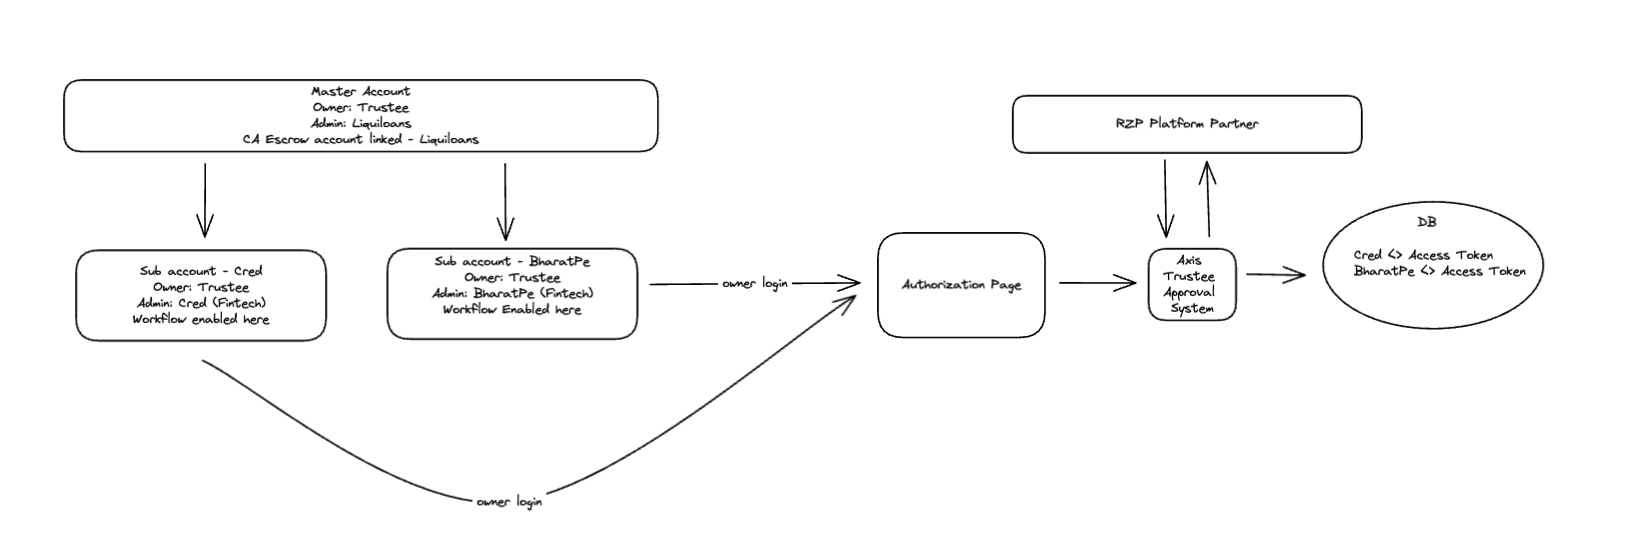 Master Account
Owner: Trustee
Admin: Liquiloans
CA Escrow account linked - Liquiloans
RZP Platform Partner
Sub account - Cred
Owner: Trustee
Admin: Cred (Fintech)
Workflow enabled here
Sub account - BharatPe
Owner: Trustee
Admin: BharatPe (Fintech)
Workflow Enabled here
owner login
Authorization Page
Axis
Trustee
Approval
System
DB
Cred <> Access Token
BharatPe <> Access Token
owner login